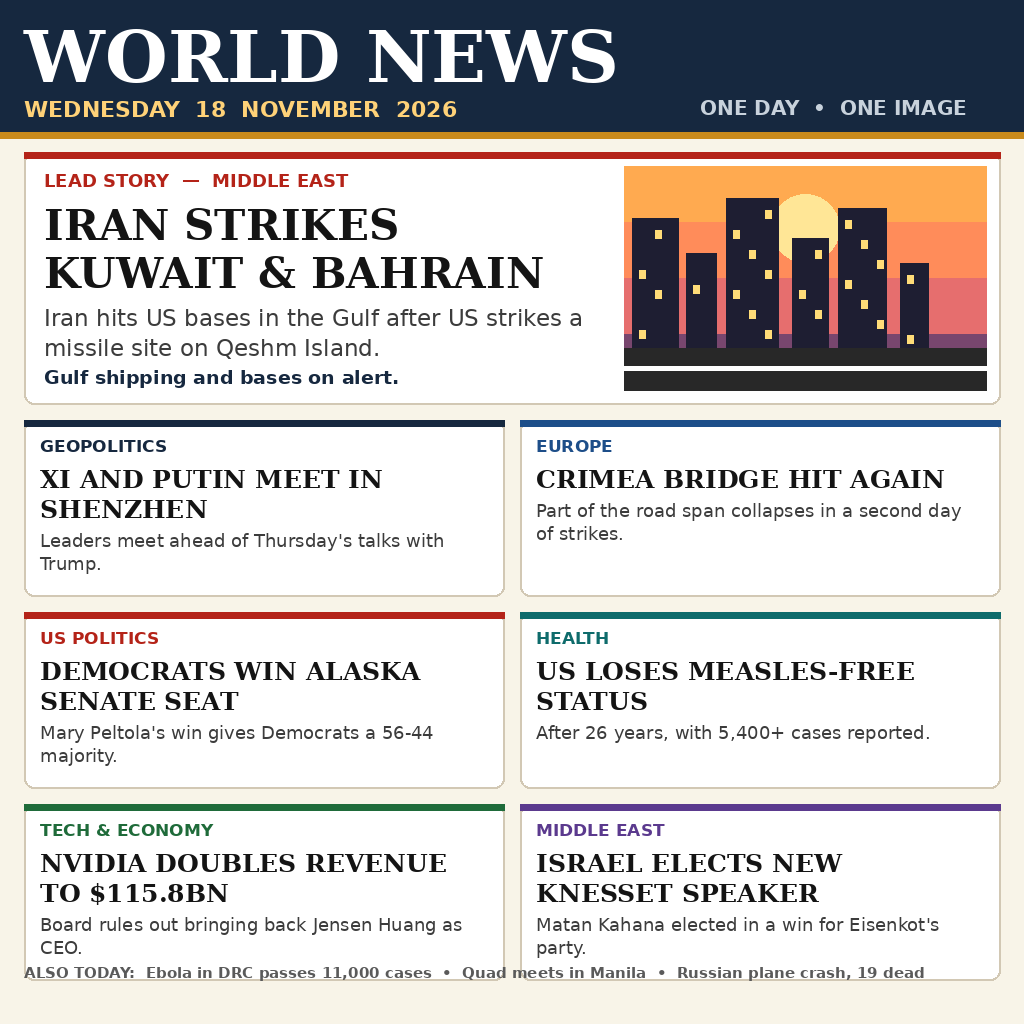 WORLD NEWS
WEDNESDAY 18 NOVEMBER 2026
ONE DAY • ONE IMAGE
LEAD STORY — MIDDLE EAST
IRAN STRIKES
KUWAIT & BAHRAIN
Iran hits US bases in the Gulf after US strikes a
missile site on Qeshm Island.
Gulf shipping and bases on alert.
GEOPOLITICS
XI AND PUTIN MEET IN
SHENZHEN
Leaders meet ahead of Thursday's talks with
Trump.
EUROPE
CRIMEA BRIDGE HIT AGAIN
Part of the road span collapses in a second day
of strikes.
US POLITICS
DEMOCRATS WIN ALASKA
SENATE SEAT
Mary Peltola's win gives Democrats a 56-44
majority.
HEALTH
US LOSES MEASLES-FREE
STATUS
After 26 years, with 5,400+ cases reported.
TECH & ECONOMY
NVIDIA DOUBLES REVENUE
TO $115.8BN
Board rules out bringing back Jensen Huang as
CEO.
MIDDLE EAST
ISRAEL ELECTS NEW
KNESSET SPEAKER
Matan Kahana elected in a win for Eisenkot's
party.
ALSO TODAY: Ebola in DRC passes 11,000 cases • Quad meets in Manila • Russian plane crash, 19 dead